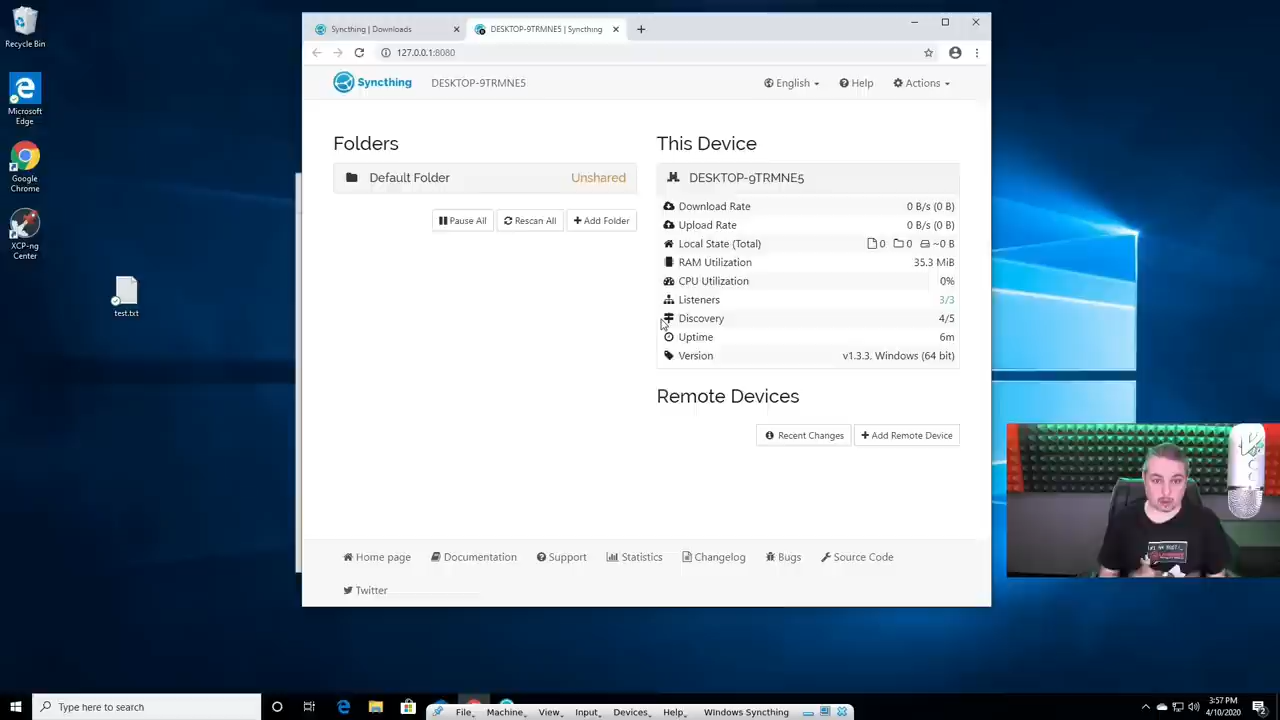 Recycle Bin
Microsoft Edge
Google Chrome
XCP-ng Center
test.txt
Syncthing | Downloads
DESKTOP-9TRMNE5 | Syncthing
127.0.0.1:8080
Syncthing
DESKTOP-9TRMNE5
English
Help
Actions
Folders
Default Folder
Unshared
Pause All
Rescan All
Add Folder
This Device
DESKTOP-9TRMNE5
Download Rate 0 B/s (0 B)
Upload Rate 0 B/s (0 B)
Local State (Total) 0 0 ~0 B
RAM Utilization 35.3 MiB
CPU Utilization 0%
Listeners 3/3
Discovery 4/5
Uptime 6m
Version v1.3.3, Windows (64 bit)
Remote Devices
Recent Changes
Add Remote Device
Home page
Documentation
Support
Statistics
Changelog
Bugs
Source Code
Twitter
Type here to search
File
Machine
View
Input
Devices
Help
Windows Syncthing
3:57 PM
4/10/2020